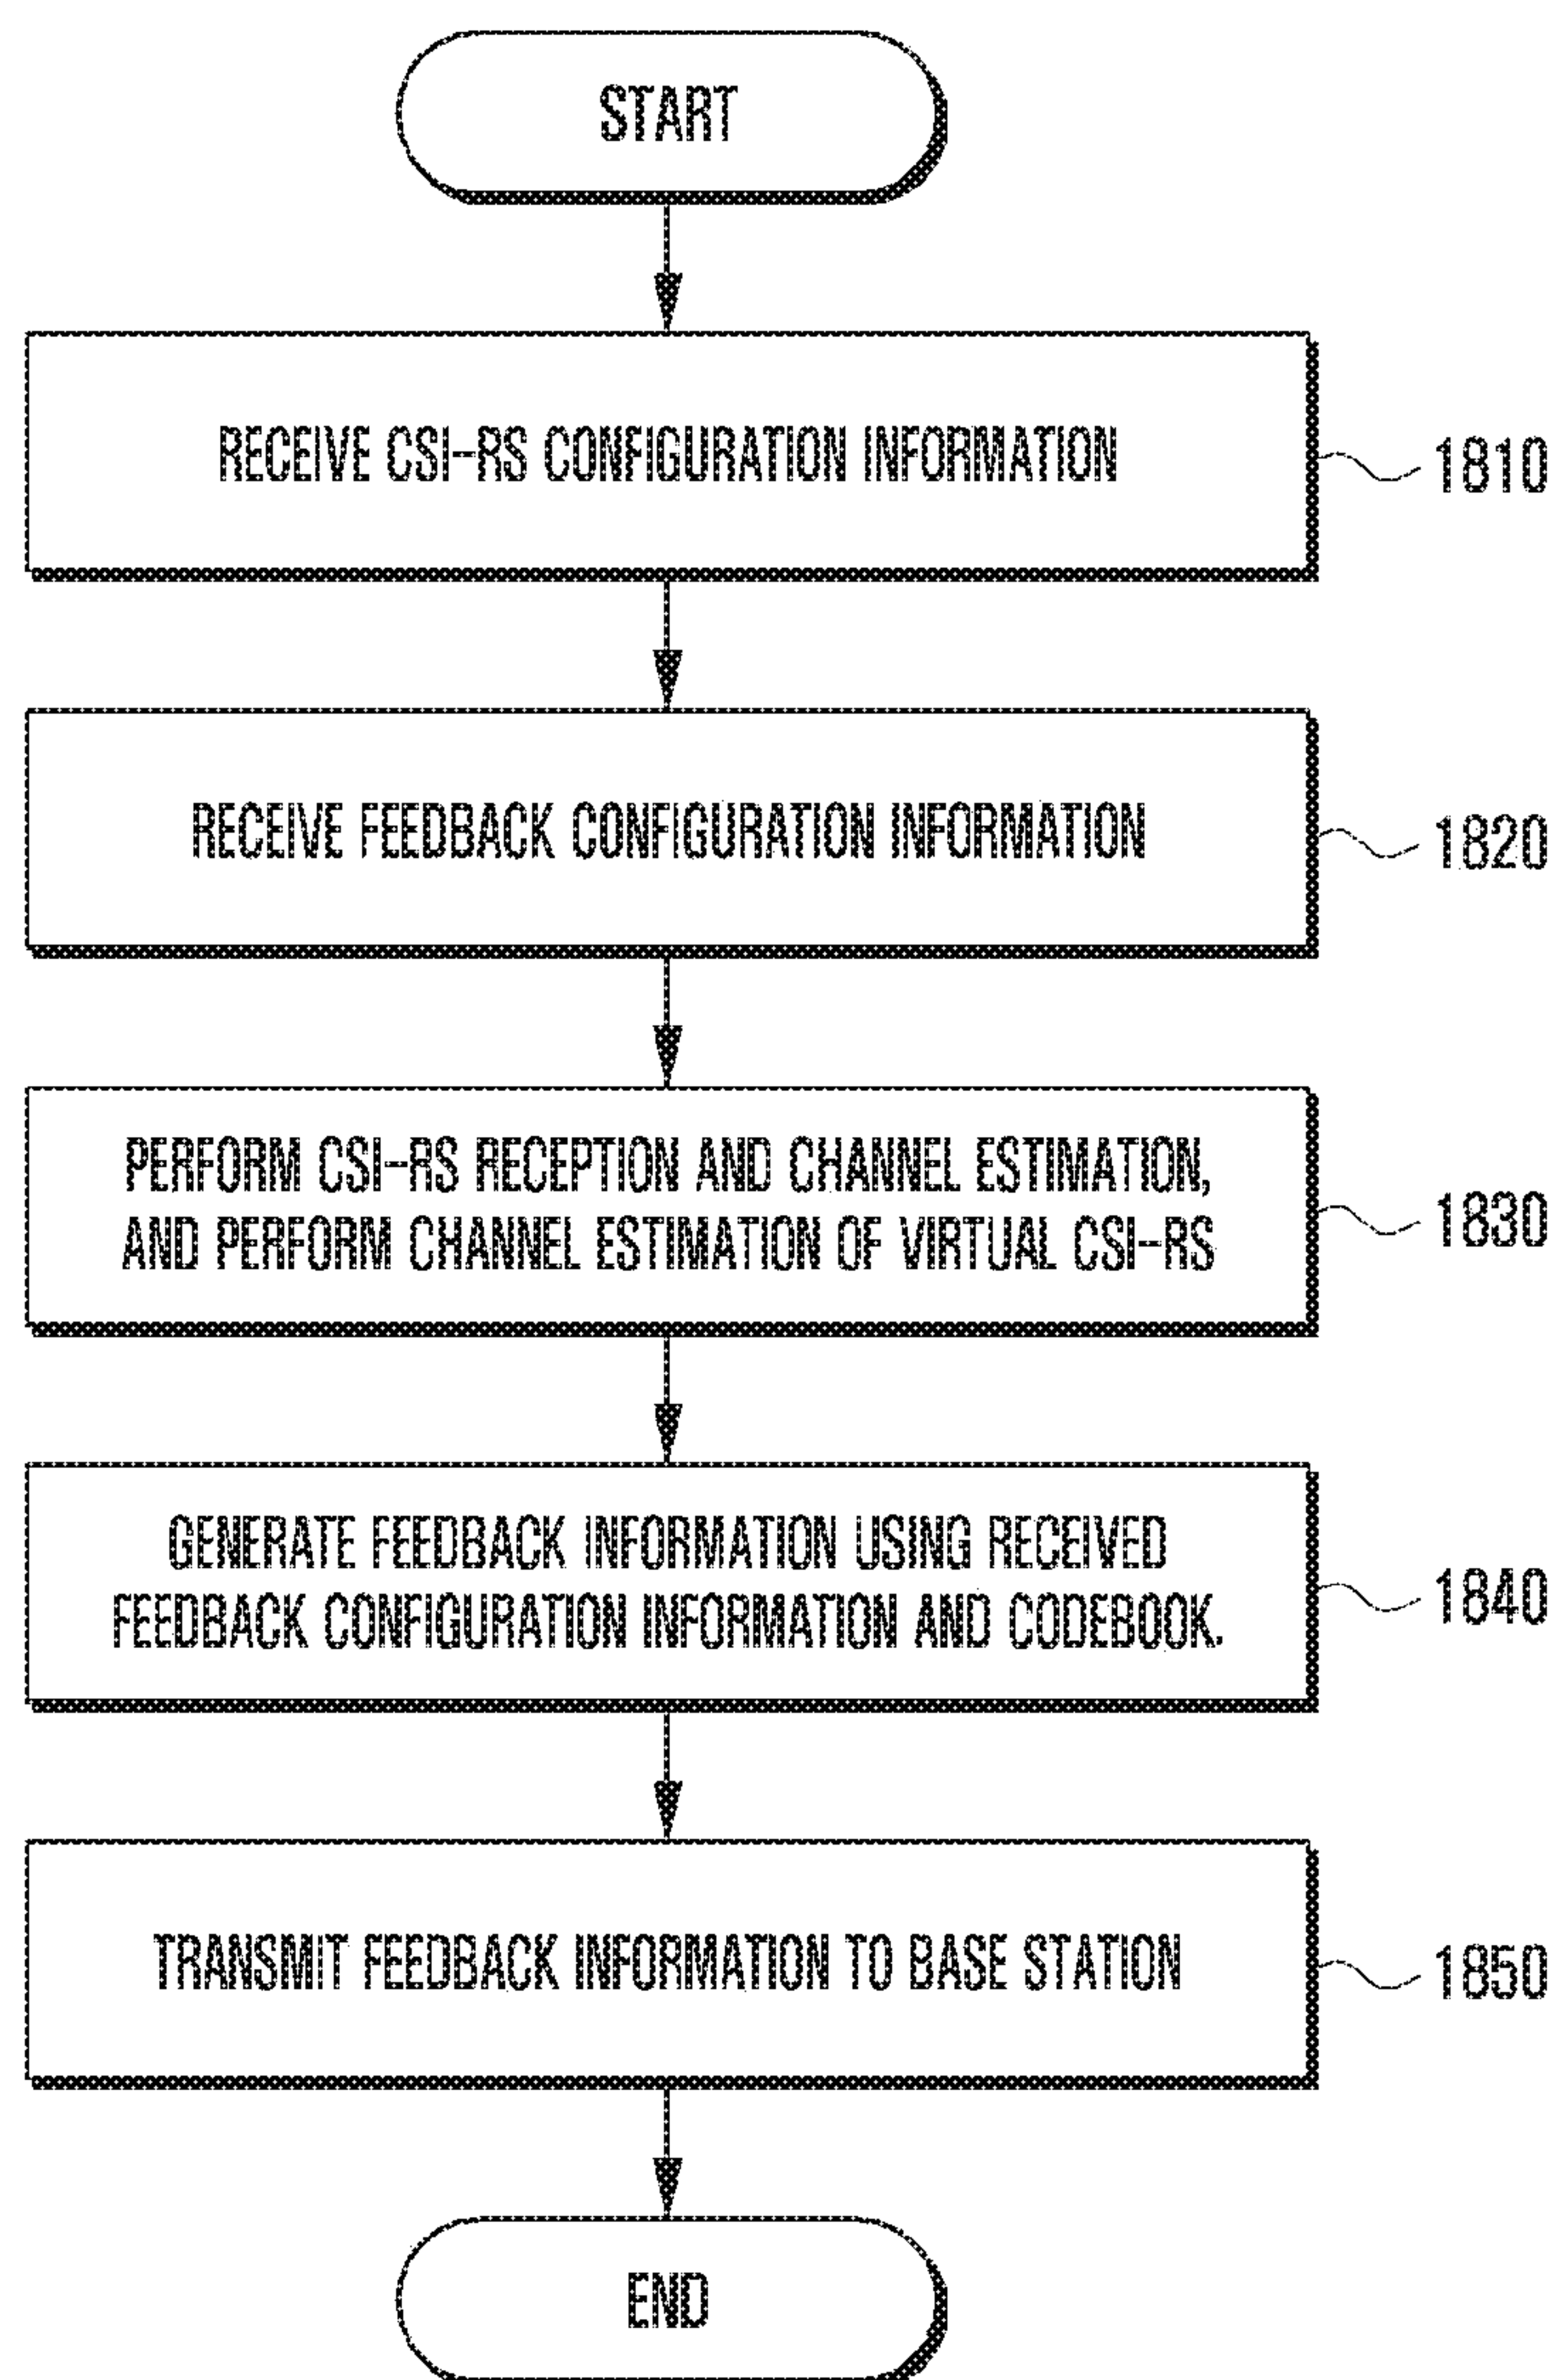 START
RECEIVE CSI-RS CONFIGURATION INFORMATION
1810
RECEIVE FEEDBACK CONFIGURATION INFORMATION
1820
PERFORM CSI-RS RECEPTION AND CHANNEL ESTIMATION,
AND PERFORM CHANNEL ESTIMATION OF VIRTUAL CSI-RS
1830
GENERATE FEEDBACK INFORMATION USING RECEIVED
FEEDBACK CONFIGURATION INFORMATION AND CODEBOOK.
1840
TRANSMIT FEEDBACK INFORMATION TO BASE STATION
1850
END